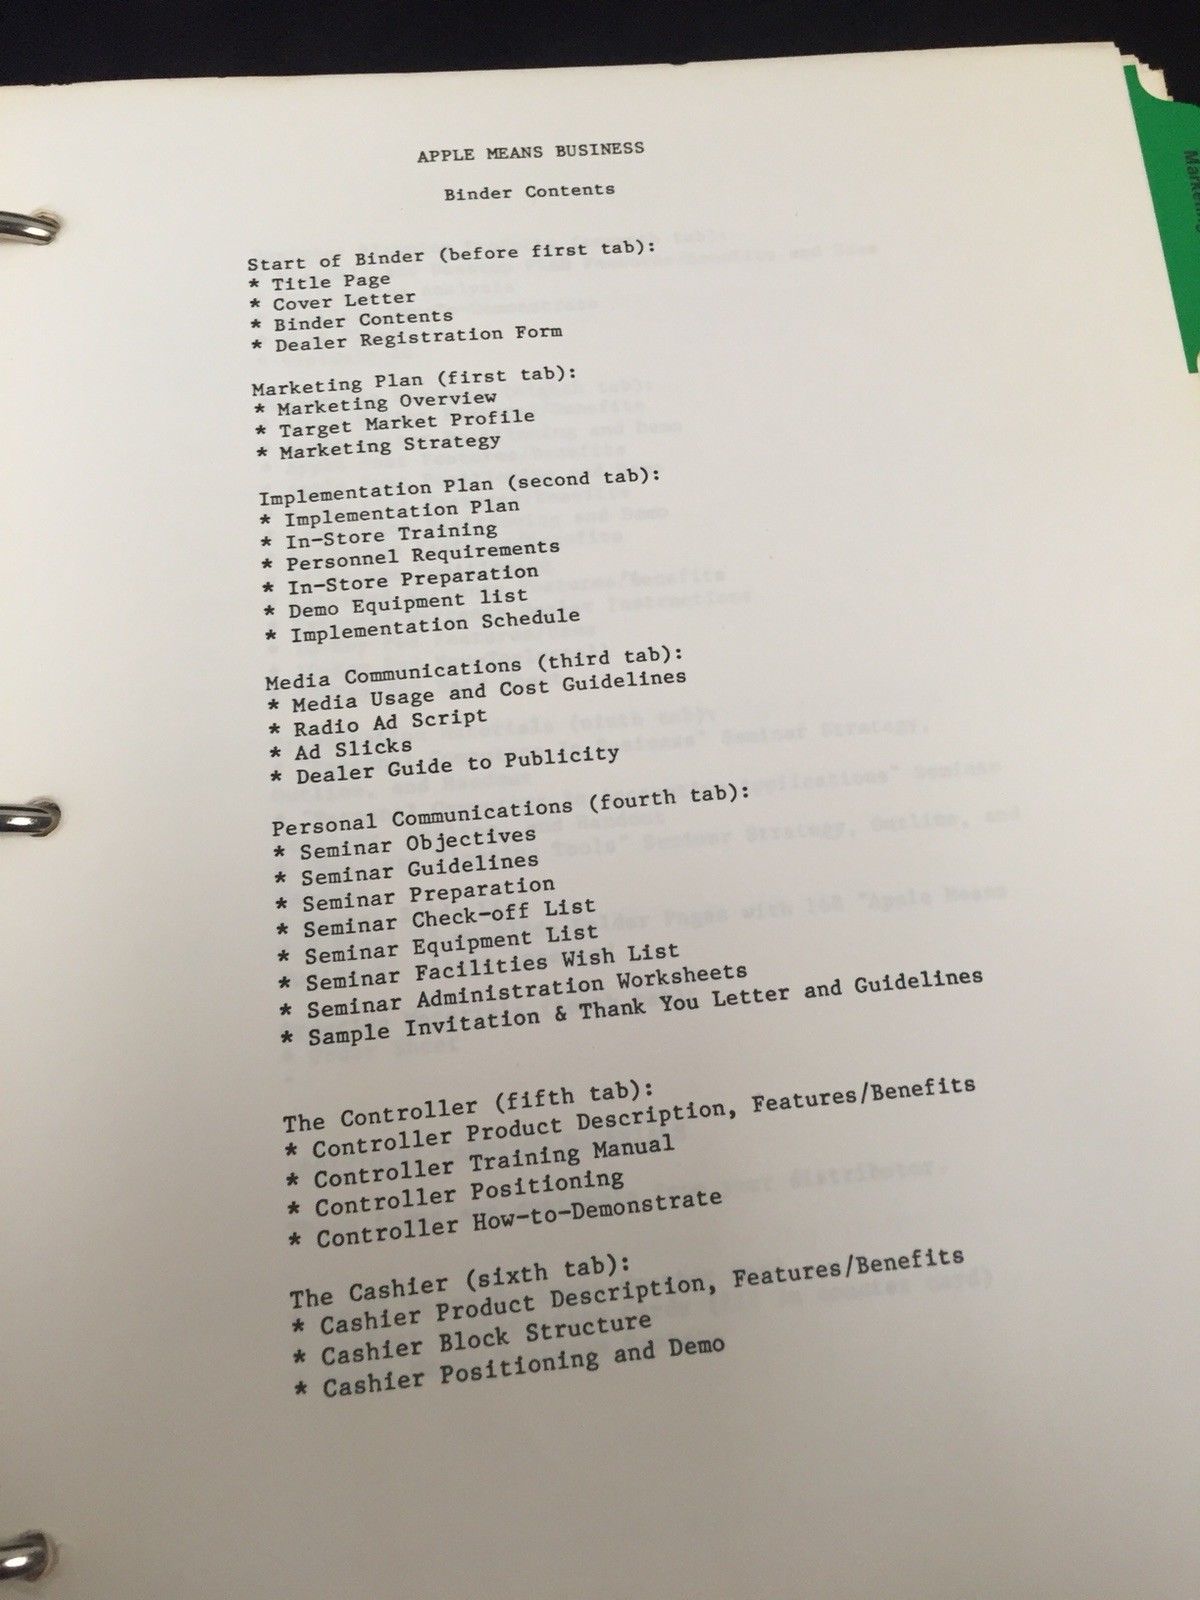 APPLE MEANS BUSINESS
Binder Contents
Start of Binder (before first tab):
* Title Page
* Cover Letter
* Binder Contents
* Dealer Registration Form
Marketing Plan (first tab):
* Marketing Overview
* Target Market Profile
* Marketing Strategy
Implementation Plan (second tab):
* Implementation Plan
* In-Store Training
* Personnel Requirements
* In-Store Preparation
* Demo Equipment list
* Implementation Schedule
Media Communications (third tab):
* Media Usage and Cost Guidelines
* Radio Ad Script
* Ad Slicks
* Dealer Guide to Publicity
Personal Communications (fourth tab):
* Seminar Objectives
* Seminar Guidelines
* Seminar Preparation
* Seminar Check-off List
* Seminar Equipment List
* Seminar Facilities Wish List
* Seminar Administration Worksheets
* Sample Invitation & Thank You Letter and Guidelines
The Controller (fifth tab):
* Controller Product Description, Features/Benefits
* Controller Training Manual
* Controller Positioning
* Controller How-to-Demonstrate
The Cashier (sixth tab):
* Cashier Product Description, Features/Benefits
* Cashier Block Structure
* Cashier Positioning and Demo